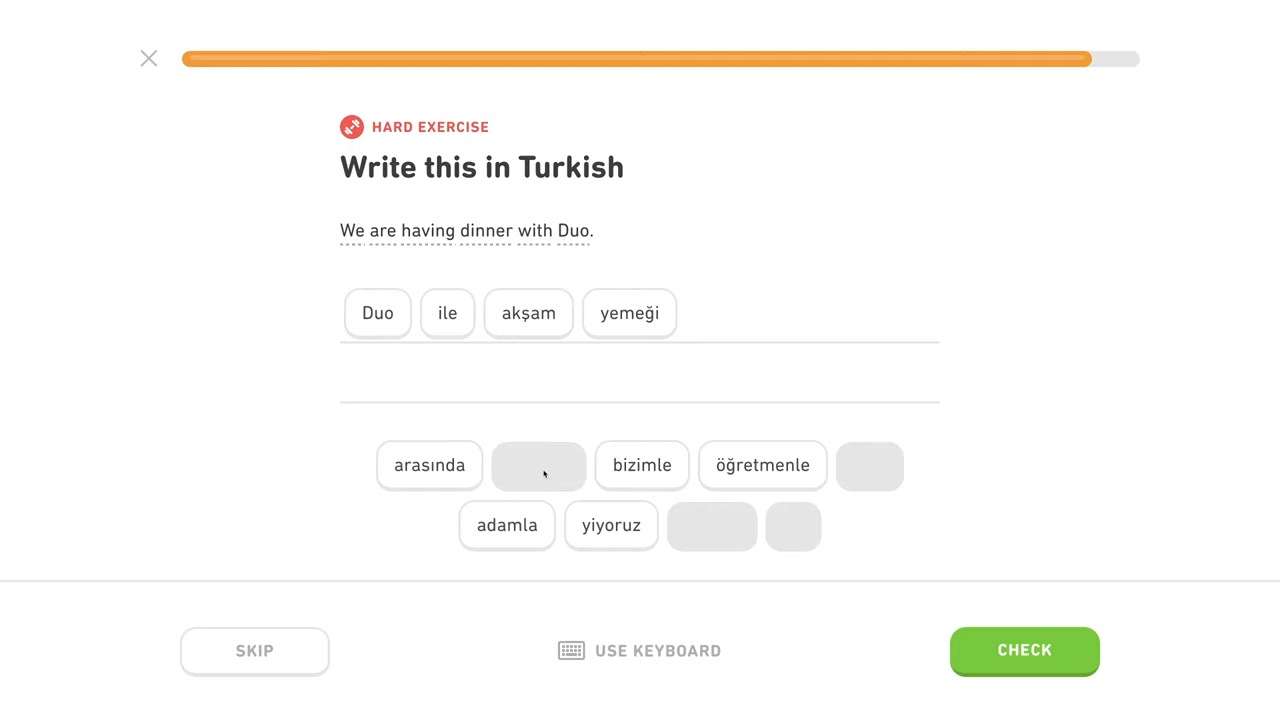 HARD EXERCISE
Write this in Turkish
We are having dinner with Duo.
Duo ile akşam yemeği
arasında bizimle öğretmenle
adamla yiyoruz
SKIP USE KEYBOARD CHECK